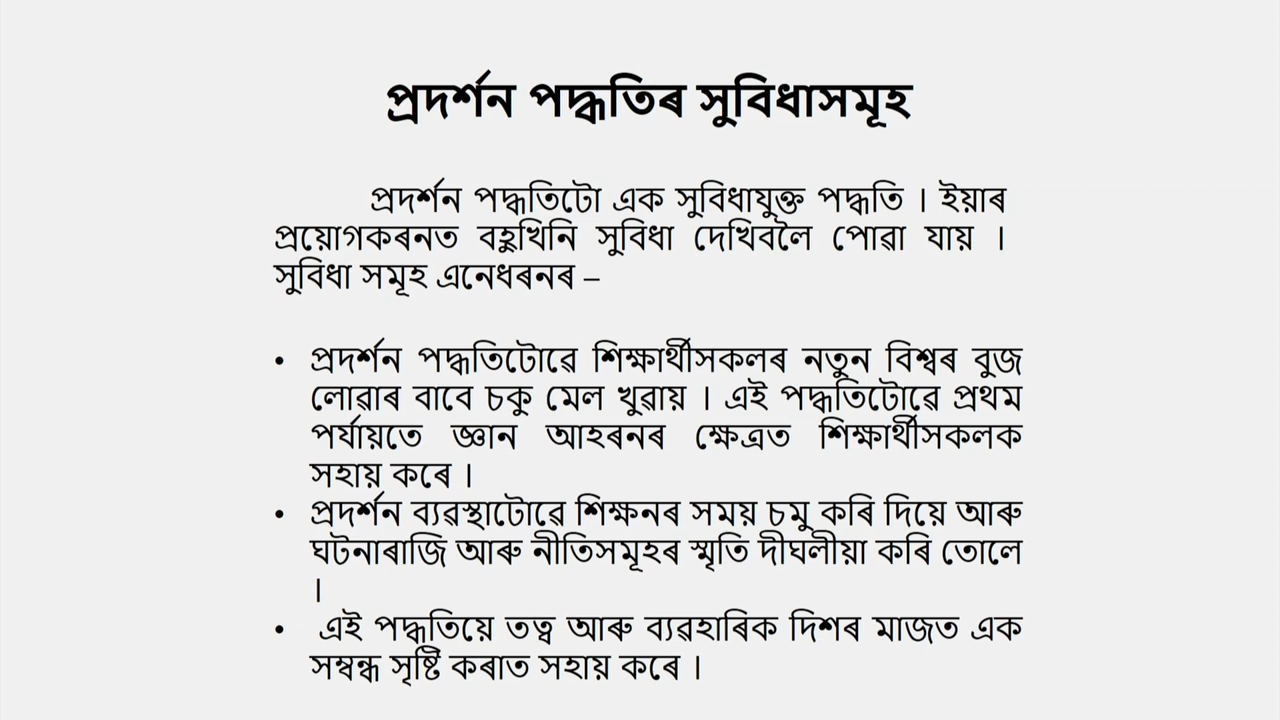 প্ৰদৰ্শন পদ্ধতিৰ সুবিধাসমূহ
প্ৰদৰ্শন পদ্ধতিটো এক সুবিধাযুক্ত পদ্ধতি । ইয়াৰ
প্ৰয়োগকৰনত বহুখিনি সুবিধা দেখিবলৈ পোৱা যায় ।
সুবিধা সমূহ এনেধৰনৰ –
• প্ৰদৰ্শন পদ্ধতিটোৱে শিক্ষাৰ্থীসকলৰ নতুন বিশ্বৰ বুজ
লোৱাৰ বাবে চকু মেল খুৱায় । এই পদ্ধতিটোৱে প্ৰথম
পৰ্যায়তে জ্ঞান আহৰনৰ ক্ষেত্ৰত শিক্ষাৰ্থীসকলক
সহায় কৰে ।
• প্ৰদৰ্শন ব্যৱস্থাটোৱে শিক্ষনৰ সময় চমু কৰি দিয়ে আৰু
ঘটনাৰাজি আৰু নীতিসমূহৰ স্মৃতি দীঘলীয়া কৰি তোলে
।
• এই পদ্ধতিয়ে তত্ব আৰু ব্যৱহাৰিক দিশৰ মাজত এক
সম্বন্ধ সৃষ্টি কৰাত সহায় কৰে ।